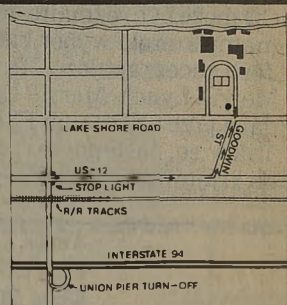 LAKE SHORE ROAD
GOODWIN
ST
US-12
STOP LIGHT
R/R TRACKS
INTERSTATE 94
UNION PIER TURN-OFF